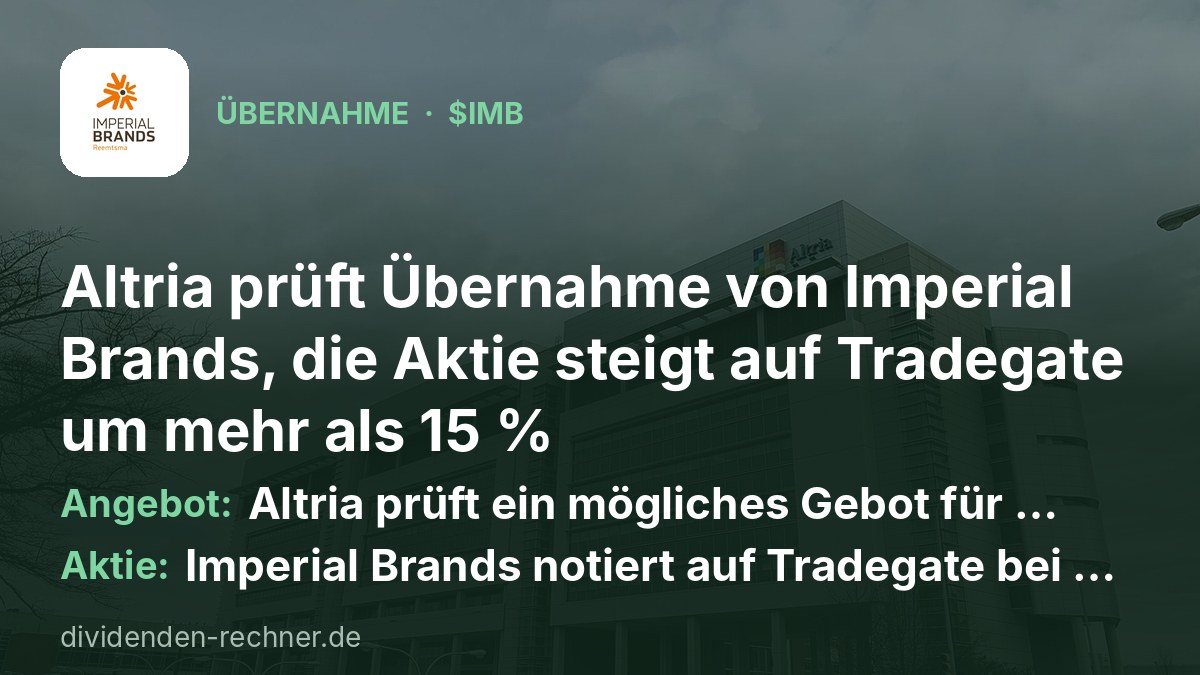 IMPERIAL
BRANDS
Reemtsma
ÜBERNAHME · $IMB
Altria
Altria prüft Übernahme von Imperial
Brands, die Aktie steigt auf Tradegate
um mehr als 15 %
Angebot: Altria prüft ein mögliches Gebot für ...
Aktie: Imperial Brands notiert auf Tradegate bei ...
dividenden-rechner.de